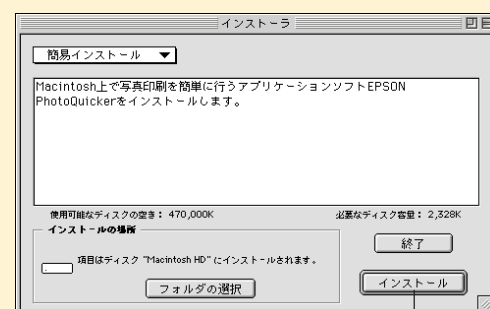 インストーラ
簡易インストール
Macintosh上で写真印刷を簡単に行うアプリケーションソフトEPSON
PhotoQuickerをインストールします。
使用可能なディスクの空き： 470,000K 必要なディスク容量： 2,328K
インストールの場所
項目はディスク "Macintosh HD" にインストールされます。
フォルダの選択
終了
インストール